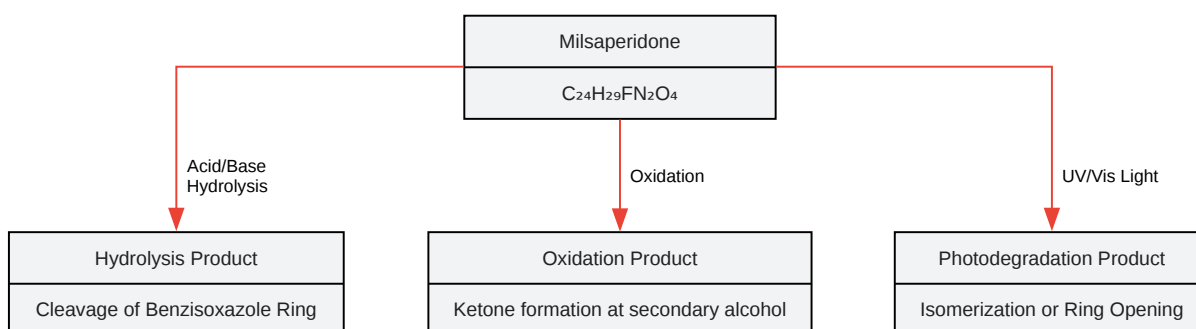 Milsaperidone
C₂₄H₂₉FN₂O₄
Acid/Base
Hydrolysis
Oxidation
UV/Vis Light
Hydrolysis Product
Cleavage of Benzisoxazole Ring
Oxidation Product
Ketone formation at secondary alcohol
Photodegradation Product
Isomerization or Ring Opening